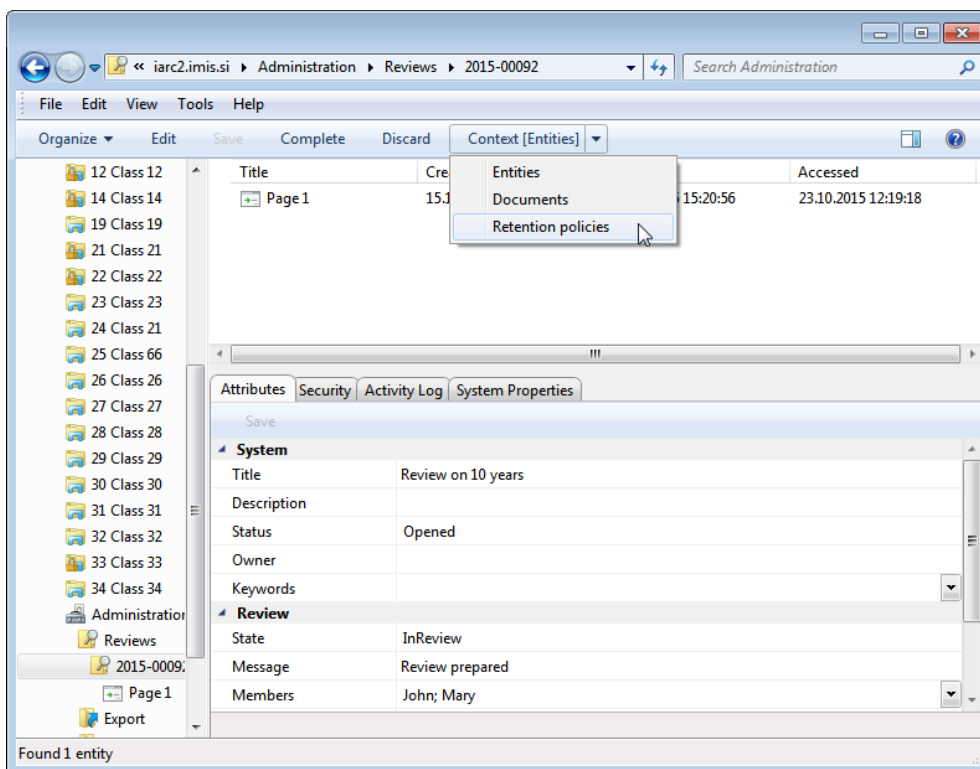 « iarc2.imis.si ▸ Administration ▸ Reviews ▸ 2015-00092
Search Administration
File Edit View Tools Help
Organize Edit Save Complete Discard Context [Entities]
Entities
Documents
Retention policies
12 Class 12
14 Class 14
19 Class 19
21 Class 21
22 Class 22
23 Class 23
24 Class 21
25 Class 66
26 Class 26
27 Class 27
28 Class 28
29 Class 29
30 Class 30
31 Class 31
32 Class 32
33 Class 33
34 Class 34
Administration
Reviews
2015-00092
Page 1
Export
Title Cre Accessed
Page 1 15.1 15:20:56 23.10.2015 12:19:18
Attributes Security Activity Log System Properties
Save
System
Title Review on 10 years
Description
Status Opened
Owner
Keywords
Review
State InReview
Message Review prepared
Members John; Mary
Found 1 entity